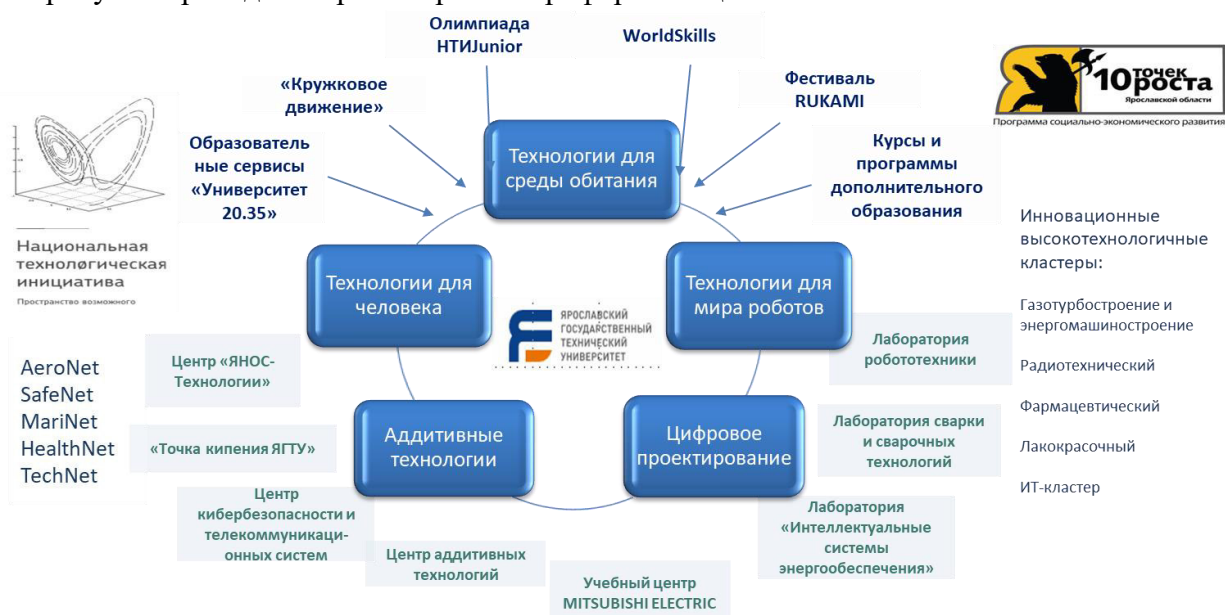 Олимпиада
НТИJunior
WorldSkills
«Кружковое
движение»
Фестиваль
RUKAMI
Образователь
ные сервисы
«Университет
20.35»
Курсы и
программы
дополнительного
образования
10 точек
роста
Ярославской области
Программа социально-экономического развития
Национальная
технологическая
инициатива
Пространство возможного
Технологии для
среды обитания
Технологии для
человека
Технологии для
мира роботов
Аддитивные
технологии
Цифровое
проектирование
ЯРОСЛАВСКИЙ
ГОСУДАРСТВЕННЫЙ
ТЕХНИЧЕСКИЙ
УНИВЕРСИТЕТ
AeroNet
SafeNet
MariNet
HealthNet
TechNet
Центр «ЯНОС-
Технологии»
«Точка кипения ЯГТУ»
Центр
кибербезопасности и
телекоммуникаци-
онных систем
Центр аддитивных
технологий
Учебный центр
MITSUBISHI ELECTRIC
Лаборатория
«Интеллектуальные
системы
энергообеспечения»
Лаборатория сварки
и сварочных
технологий
Лаборатория
робототехники
Инновационные
высокотехнологичные
кластеры:
Газотурбостроение и
энергомашиностроение
Радиотехнический
Фармацевтический
Лакокрасочный
ИТ-кластер